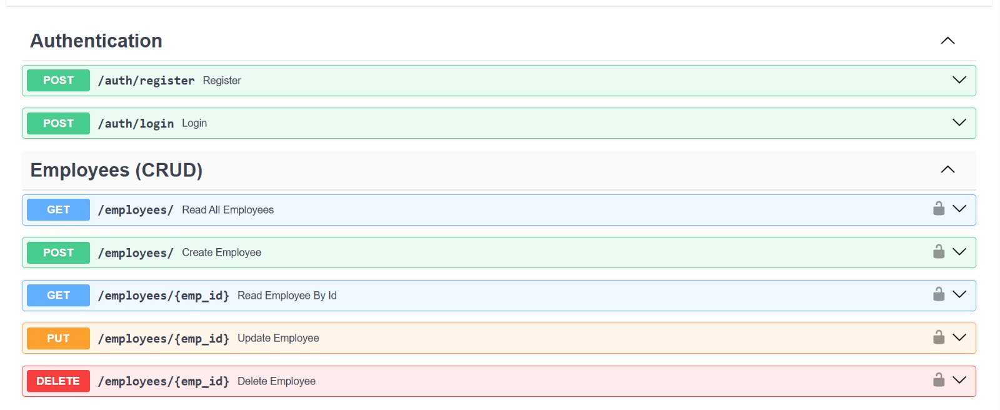 Authentication
POST /auth/register Register
POST /auth/login Login
Employees (CRUD)
GET /employees/ Read All Employees
POST /employees/ Create Employee
GET /employees/{emp_id} Read Employee By Id
PUT /employees/{emp_id} Update Employee
DELETE /employees/{emp_id} Delete Employee